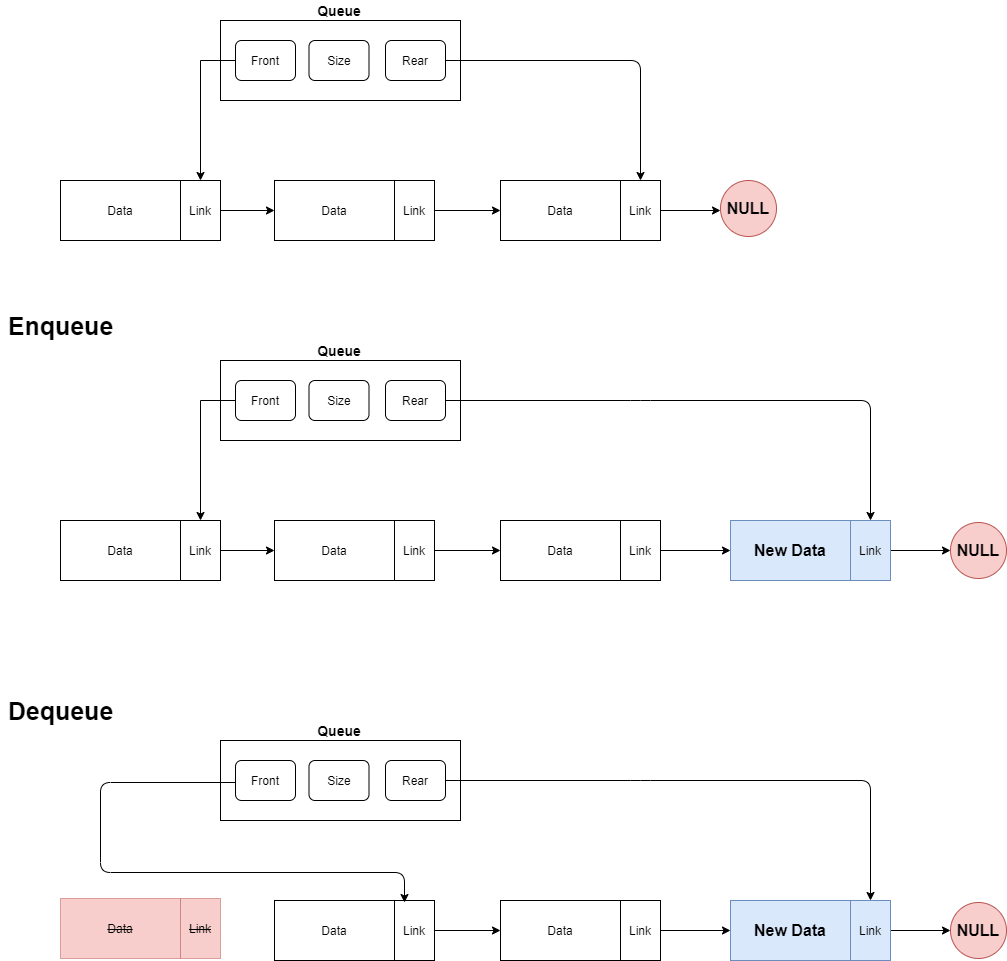 Queue
Front Size Rear
Data Link Data Link Data Link NULL
Enqueue
Queue
Front Size Rear
Data Link Data Link Data Link New Data Link NULL
Dequeue
Queue
Front Size Rear
Data Link Data Link Data Link New Data Link NULL